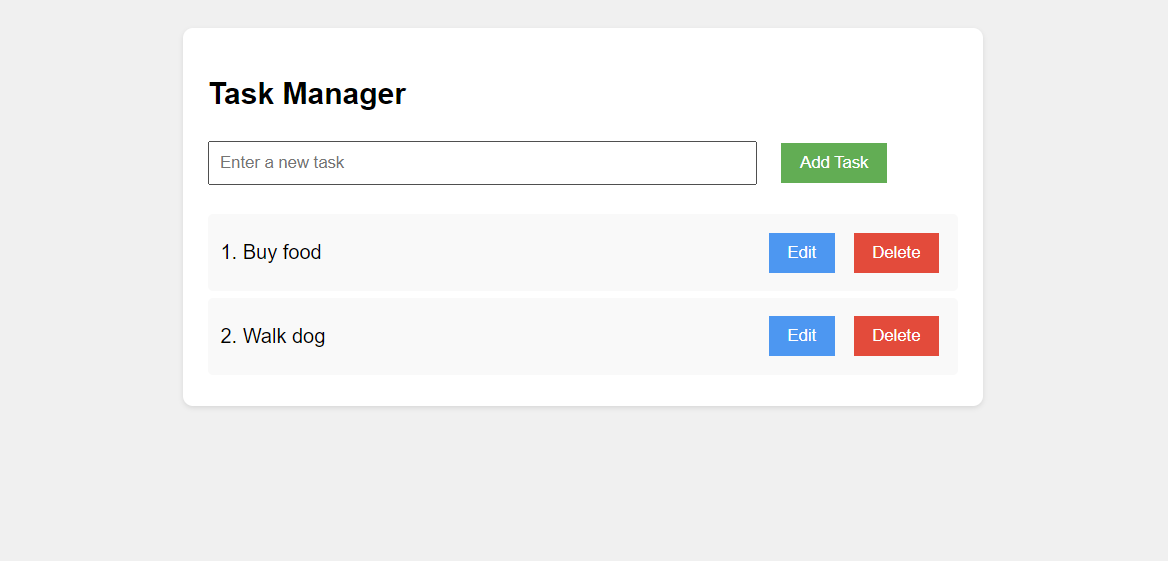 Task Manager
Enter a new task Add Task
1. Buy food Edit Delete
2. Walk dog Edit Delete